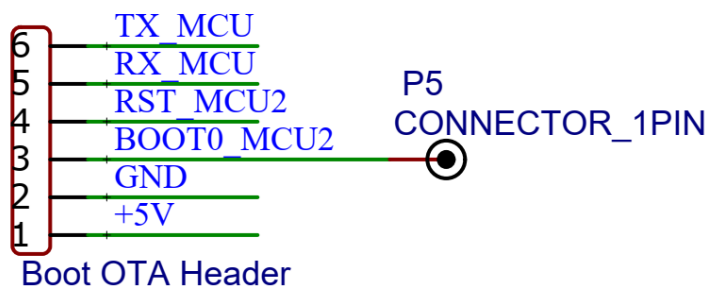 6 TX_MCU
5 RX_MCU
4 RST_MCU2
3 BOOT0_MCU2
2 GND
1 +5V
Boot OTA Header
P5
CONNECTOR_1PIN